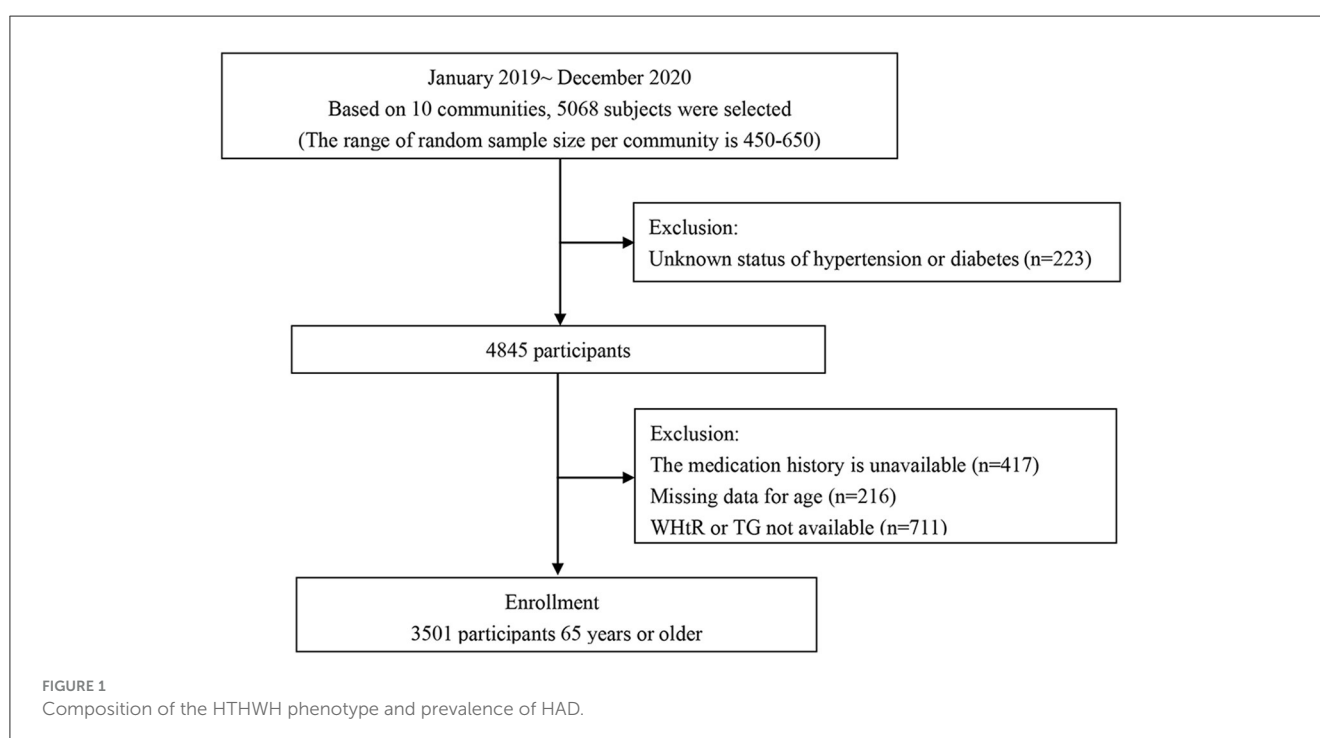 January 2019~ December 2020
Based on 10 communities, 5068 subjects were selected
(The range of random sample size per community is 450-650)
Exclusion:
Unknown status of hypertension or diabetes (n=223)
4845 participants
Exclusion:
The medication history is unavailable (n=417)
Missing data for age (n=216)
WHtR or TG not available (n=711)
Enrollment
3501 participants 65 years or older
FIGURE 1
Composition of the HTHWH phenotype and prevalence of HAD.